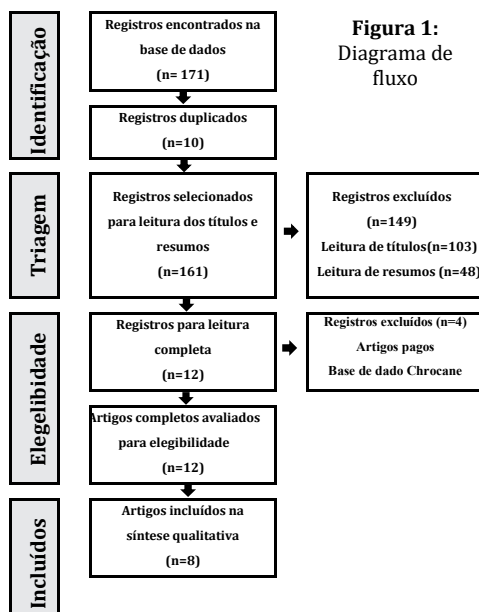 Figura 1:
Diagrama de
fluxo
Identificação
Registros encontrados na
base de dados
(n= 171)
Registros duplicados
(n=10)
Triagem
Registros selecionados
para leitura dos títulos e
resumos
(n=161)
Registros excluídos
(n=149)
Leitura de títulos(n=103)
Leitura de resumos (n=48)
Elegelibidade
Registros para leitura
completa
(n=12)
Registros excluídos (n=4)
Artigos pagos
Base de dado Chrocane
Artigos completos avaliados
para elegibilidade
(n=12)
Incluídos
Artigos incluídos na
síntese qualitativa
(n=8)